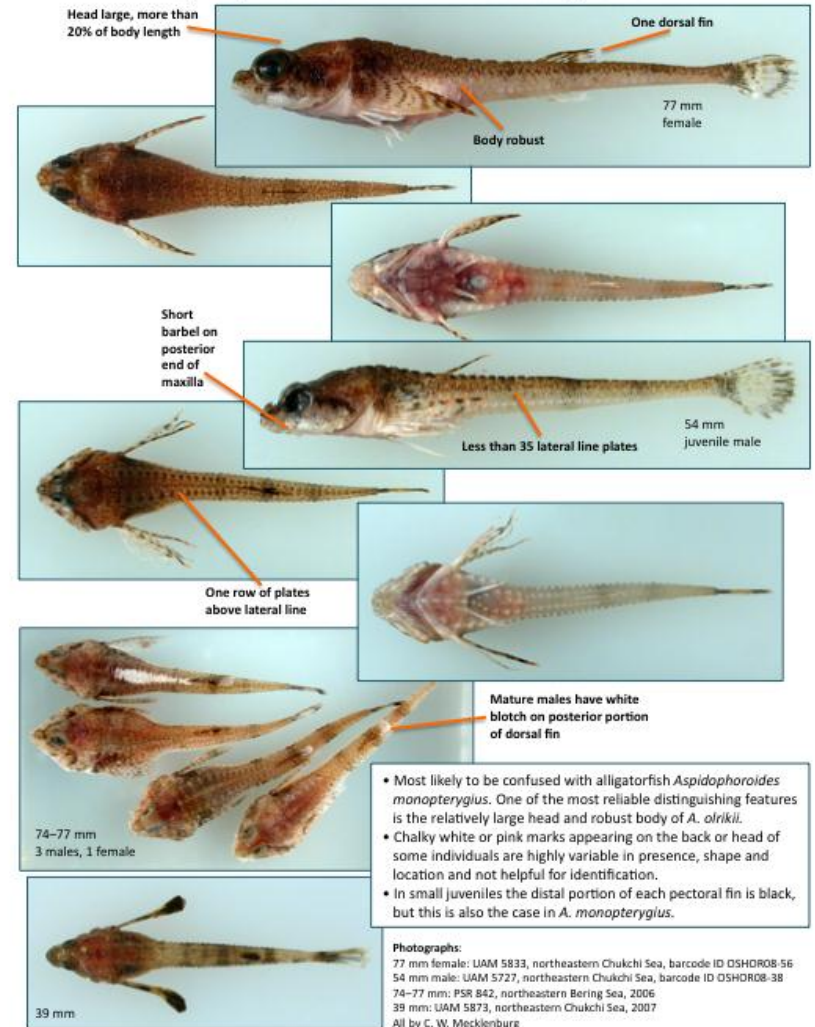 Head large, more than
20% of body length
One dorsal fin
77 mm
female
Body robust
Short
barbel on
posterior
end of
maxilla
54 mm
juvenile male
Less than 35 lateral line plates
One row of plates
above lateral line
Mature males have white
blotch on posterior portion
of dorsal fin
74–77 mm
3 males, 1 female
• Most likely to be confused with alligatorfish Aspidophoroides
monopterygius. One of the most reliable distinguishing features
is the relatively large head and robust body of A. olrikii.
• Chalky white or pink marks appearing on the back or head of
some individuals are highly variable in presence, shape and
location and not helpful for identification.
• In small juveniles the distal portion of each pectoral fin is black,
but this is also the case in A. monopterygius.
39 mm
Photographs:
77 mm female: UAM 5833, northeastern Chukchi Sea, barcode ID OSHOR08-56
54 mm male: UAM 5727, northeastern Chukchi Sea, barcode ID OSHOR08-38
74–77 mm: PSR 842, northeastern Bering Sea, 2006
39 mm: UAM 5873, northeastern Chukchi Sea, 2007
All by C. W. Mecklenburg